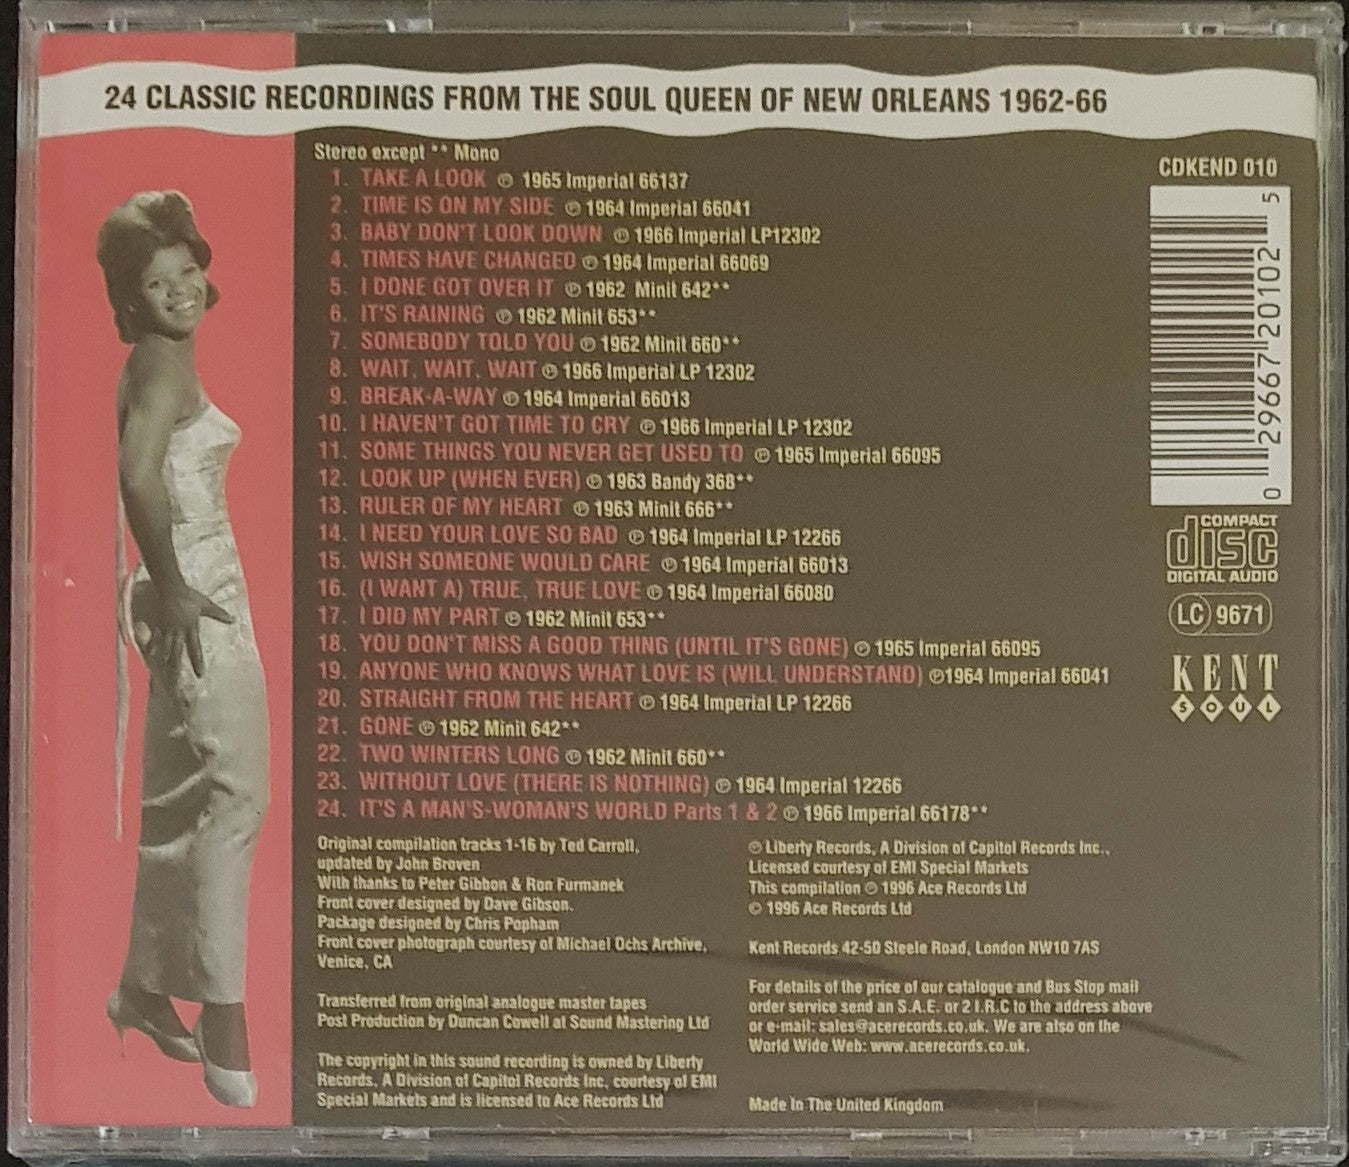 24 CLASSIC RECORDINGS FROM THE SOUL QUEEN OF NEW ORLEANS 1962-66
Stereo except ** Mono
1. TAKE A LOOK ℗ 1965 Imperial 66137
2. TIME IS ON MY SIDE ℗ 1964 Imperial 66041
3. BABY DON'T LOOK DOWN ℗ 1966 Imperial LP12302
4. TIMES HAVE CHANGED ℗ 1964 Imperial 66069
5. I DONE GOT OVER IT ℗ 1962 Minit 642**
6. IT'S RAINING ℗ 1962 Minit 653**
7. SOMEBODY TOLD YOU ℗ 1962 Minit 660**
8. WAIT, WAIT, WAIT ℗ 1966 Imperial LP 12302
9. BREAK-A-WAY ℗ 1964 Imperial 66013
10. I HAVEN'T GOT TIME TO CRY ℗ 1966 Imperial LP 12302
11. SOME THINGS YOU NEVER GET USED TO ℗ 1965 Imperial 66095
12. LOOK UP (WHEN EVER) ℗ 1963 Bandy 368**
13. RULER OF MY HEART ℗ 1963 Minit 666**
14. I NEED YOUR LOVE SO BAD ℗ 1964 Imperial LP 12266
15. WISH SOMEONE WOULD CARE ℗ 1964 Imperial 66013
16. (I WANT A) TRUE, TRUE LOVE ℗ 1964 Imperial 66080
17. I DID MY PART ℗ 1962 Minit 653**
18. YOU DON'T MISS A GOOD THING (UNTIL IT'S GONE) ℗ 1965 Imperial 66095
19. ANYONE WHO KNOWS WHAT LOVE IS (WILL UNDERSTAND) ℗1964 Imperial 66041
20. STRAIGHT FROM THE HEART ℗ 1964 Imperial LP 12266
21. GONE ℗ 1962 Minit 642**
22. TWO WINTERS LONG ℗ 1962 Minit 660**
23. WITHOUT LOVE (THERE IS NOTHING) ℗ 1964 Imperial 12266
24. IT'S A MAN'S-WOMAN'S WORLD Parts 1 & 2 ℗ 1966 Imperial 66178**
Original compilation tracks 1-16 by Ted Carroll,
updated by John Broven
With thanks to Peter Gibbon & Ron Furmanek
Front cover designed by Dave Gibson.
Package designed by Chris Popham
Front cover photograph courtesy of Michael Ochs Archive,
Venice, CA
Transferred from original analogue master tapes
Post Production by Duncan Cowell at Sound Mastering Ltd
The copyright in this sound recording is owned by Liberty
Records, A Division of Capitol Records Inc, courtesy of EMI
Special Markets and is licensed to Ace Records Ltd
℗ Liberty Records, A Division of Capitol Records Inc.,
Licensed courtesy of EMI Special Markets
This compilation ℗ 1996 Ace Records Ltd
© 1996 Ace Records Ltd
Kent Records 42-50 Steele Road, London NW10 7AS
For details of the price of our catalogue and Bus Stop mail
order service send an S.A.E. or 2 I.R.C to the address above
or e-mail: sales@acerecords.co.uk. We are also on the
World Wide Web: www.acerecords.co.uk.
Made In The United Kingdom
CDKEND 010
0 29667 20102 5
COMPACT
disc
DIGITAL AUDIO
LC 9671
KENT
SOUL